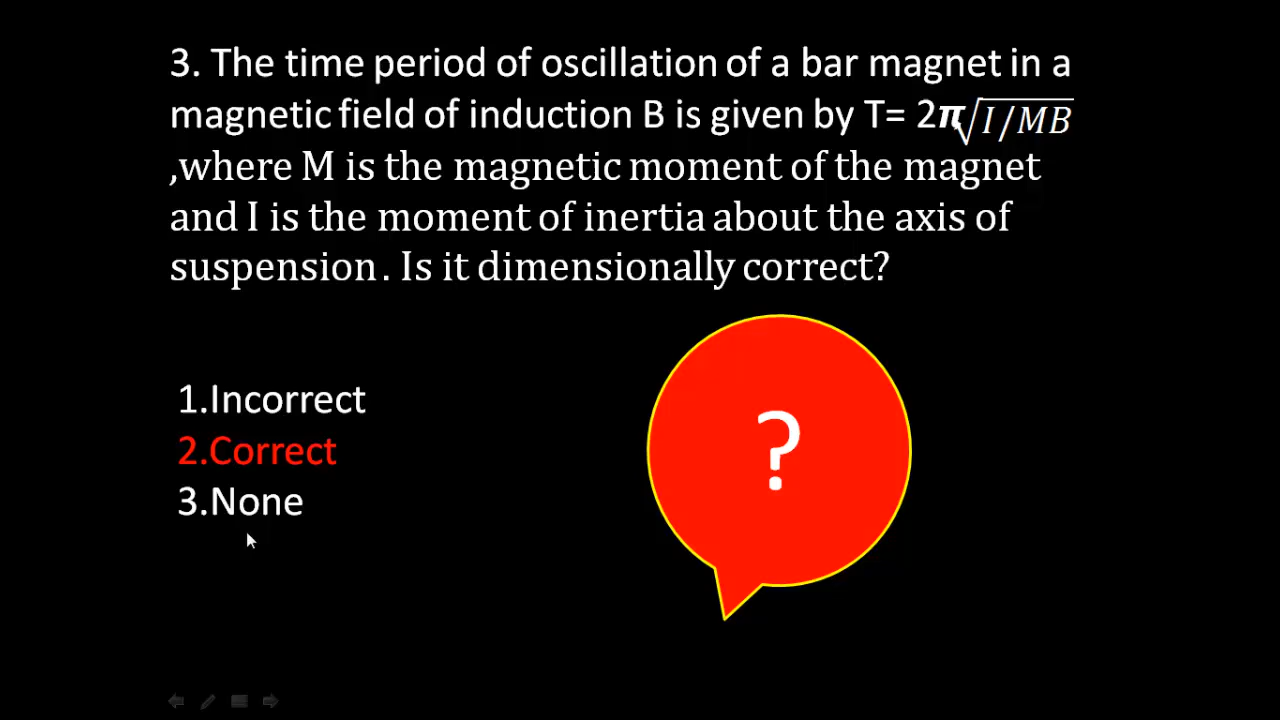 3. The time period of oscillation of a bar magnet in a
magnetic field of induction B is given by T= 2π√I/MB
,where M is the magnetic moment of the magnet
and I is the moment of inertia about the axis of
suspension. Is it dimensionally correct?
1.Incorrect
2.Correct
3.None
?